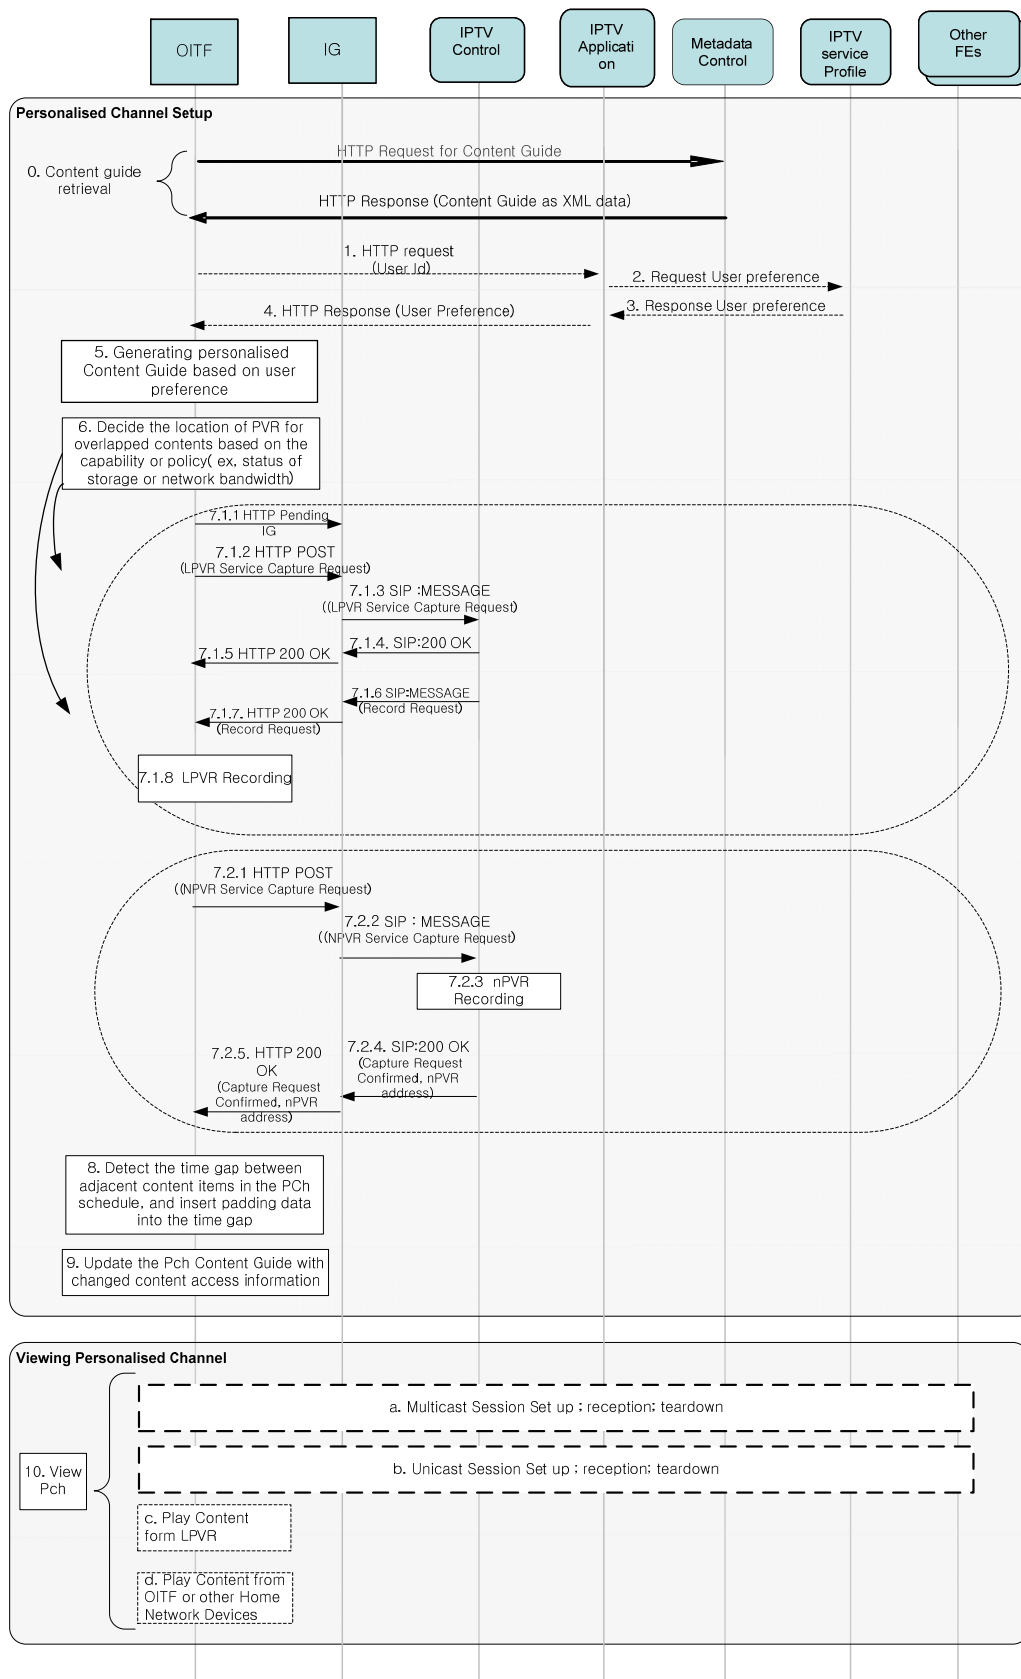 OITF
IG
IPTV
Control
IPTV
Applicati
on
Metadata
Control
IPTV
service
Profile
Other
FEs
Personalised Channel Setup
0. Content guide
retrieval
HTTP Request for Content Guide
HTTP Response (Content Guide as XML data)
1. HTTP request
(User Id)
2. Request User preference
3. Response User preference
4. HTTP Response (User Preference)
5. Generating personalised
Content Guide based on user
preference
6. Decide the location of PVR for
overlapped contents based on the
capability or policy( ex, status of
storage or network bandwidth)
7.1.1 HTTP Pending
IG
7.1.2 HTTP POST
(LPVR Service Capture Request)
7.1.3 SIP :MESSAGE
((LPVR Service Capture Request)
7.1.4. SIP:200 OK
7.1.5 HTTP 200 OK
7.1.6 SIP:MESSAGE
(Record Request)
7.1.7. HTTP 200 OK
(Record Request)
7.1.8 LPVR Recording
7.2.1 HTTP POST
((NPVR Service Capture Request)
7.2.2 SIP : MESSAGE
((NPVR Service Capture Request)
7.2.3 nPVR
Recording
7.2.4. SIP:200 OK
(Capture Request
Confirmed, nPVR
address)
7.2.5. HTTP 200
OK
(Capture Request
Confirmed, nPVR
address)
8. Detect the time gap between
adjacent content items in the PCh
schedule, and insert padding data
into the time gap
9. Update the Pch Content Guide with
changed content access information
Viewing Personalised Channel
10. View
Pch
a. Multicast Session Set up ; reception; teardown
b. Unicast Session Set up ; reception; teardown
c. Play Content
form LPVR
d. Play Content from
OITF or other Home
Network Devices